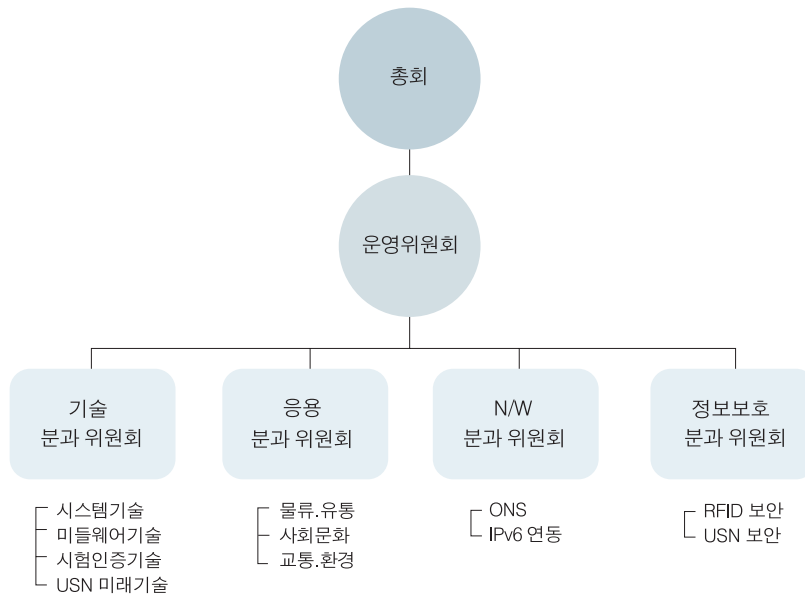 총회
운영위원회
기술
분과 위원회
응용
분과 위원회
N/W
분과 위원회
정보보호
분과 위원회
시스템기술
미들웨어기술
시험인증기술
USN 미래기술
물류.유통
사회문화
교통.환경
ONS
IPv6 연동
RFID 보안
USN 보안